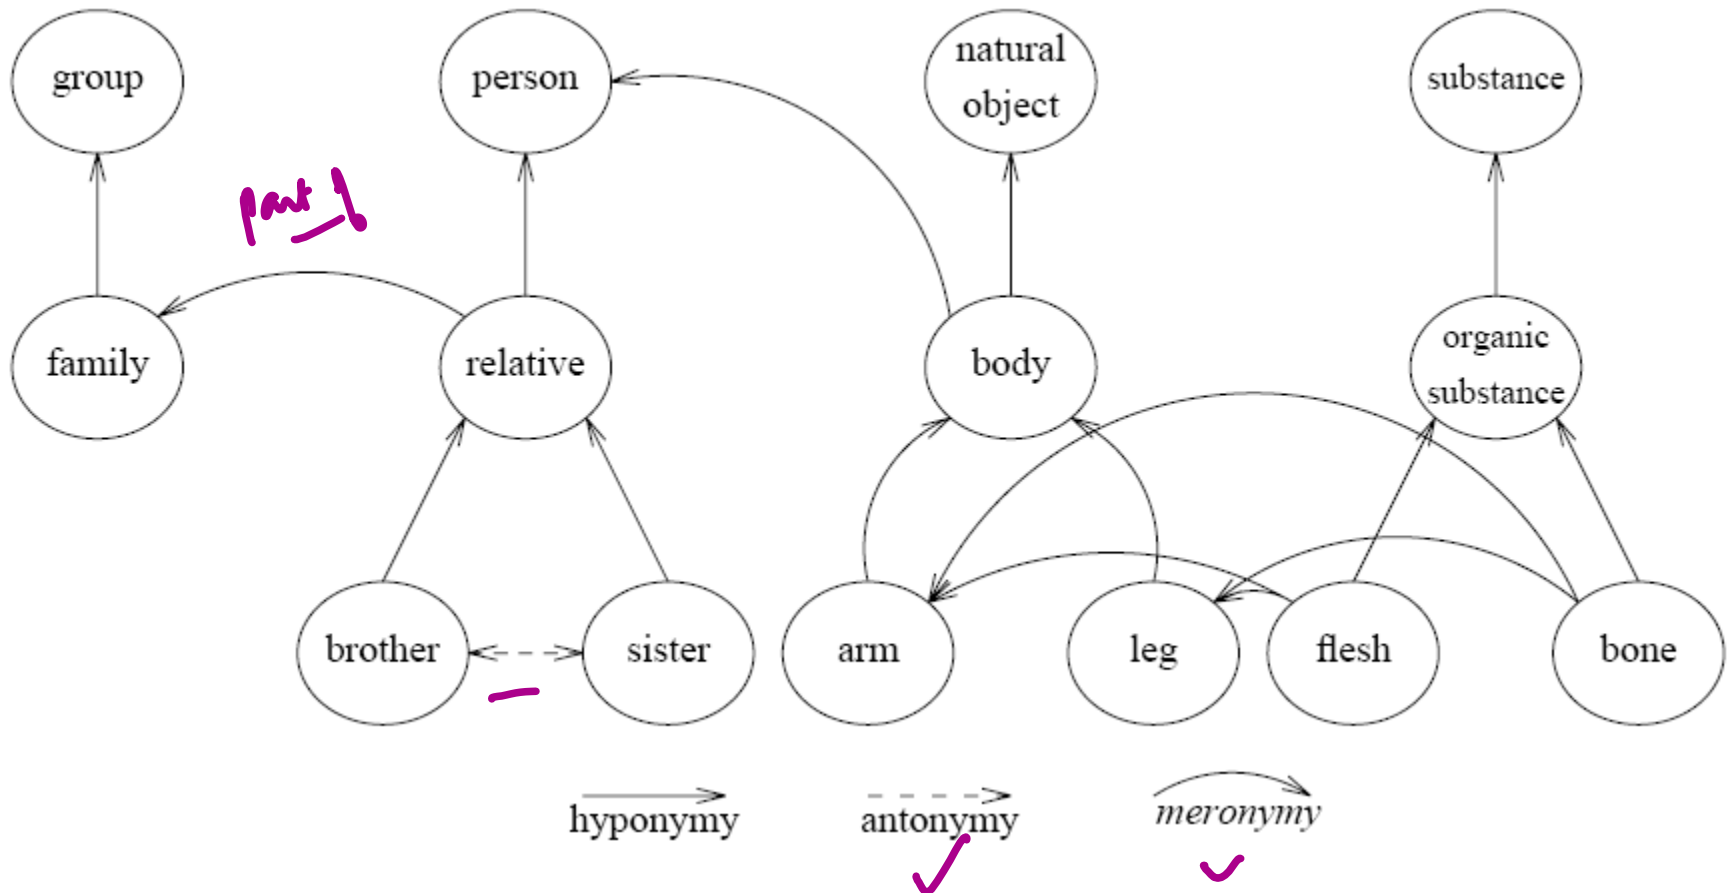 group
person
natural
object
substance
part of
family
relative
body
organic
substance
brother
sister
arm
leg
flesh
bone
hyponymy
antonymy
meronymy